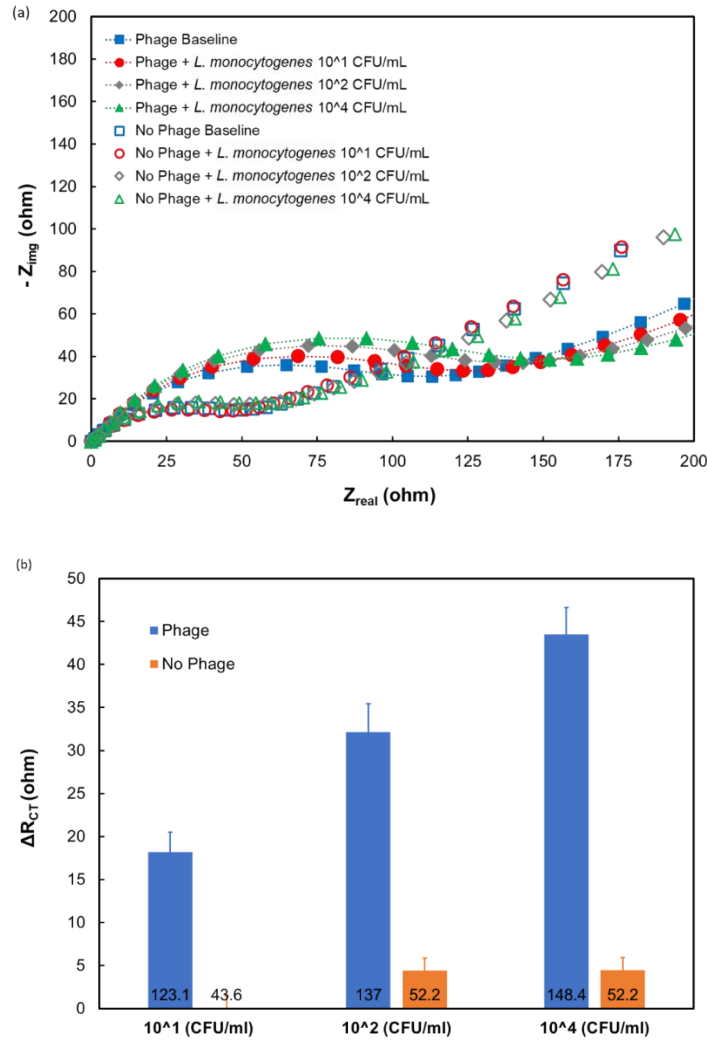 (a)
200
180
160
140
120
100
80
60
40
20
0
- Z_img (ohm)
Phage Baseline
Phage + L. monocytogenes 10^1 CFU/mL
Phage + L. monocytogenes 10^2 CFU/mL
Phage + L. monocytogenes 10^4 CFU/mL
No Phage Baseline
No Phage + L. monocytogenes 10^1 CFU/mL
No Phage + L. monocytogenes 10^2 CFU/mL
No Phage + L. monocytogenes 10^4 CFU/mL
0 25 50 75 100 125 150 175 200
Z_real (ohm)
(b)
50
45
40
35
30
25
20
15
10
5
0
ΔR_CT (ohm)
Phage
No Phage
123.1 43.6 137 52.2 148.4 52.2
10^1 (CFU/ml) 10^2 (CFU/ml) 10^4 (CFU/ml)